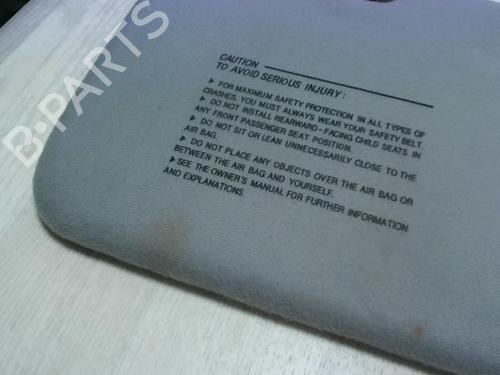 B-PARTS
CAUTION
TO AVOID SERIOUS INJURY:
▶ FOR MAXIMUM SAFETY PROTECTION IN ALL TYPES OF
CRASHES, YOU MUST ALWAYS WEAR YOUR SAFETY BELT.
▶ DO NOT INSTALL REARWARD-FACING CHILD SEATS IN
ANY FRONT PASSENGER SEAT POSITION.
▶ DO NOT SIT OR LEAN UNNECESSARILY CLOSE TO THE
AIR BAG.
▶ DO NOT PLACE ANY OBJECTS OVER THE AIR BAG OR
BETWEEN THE AIR BAG AND YOURSELF.
▶ SEE THE OWNER'S MANUAL FOR FURTHER INFORMATION
AND EXPLANATIONS.